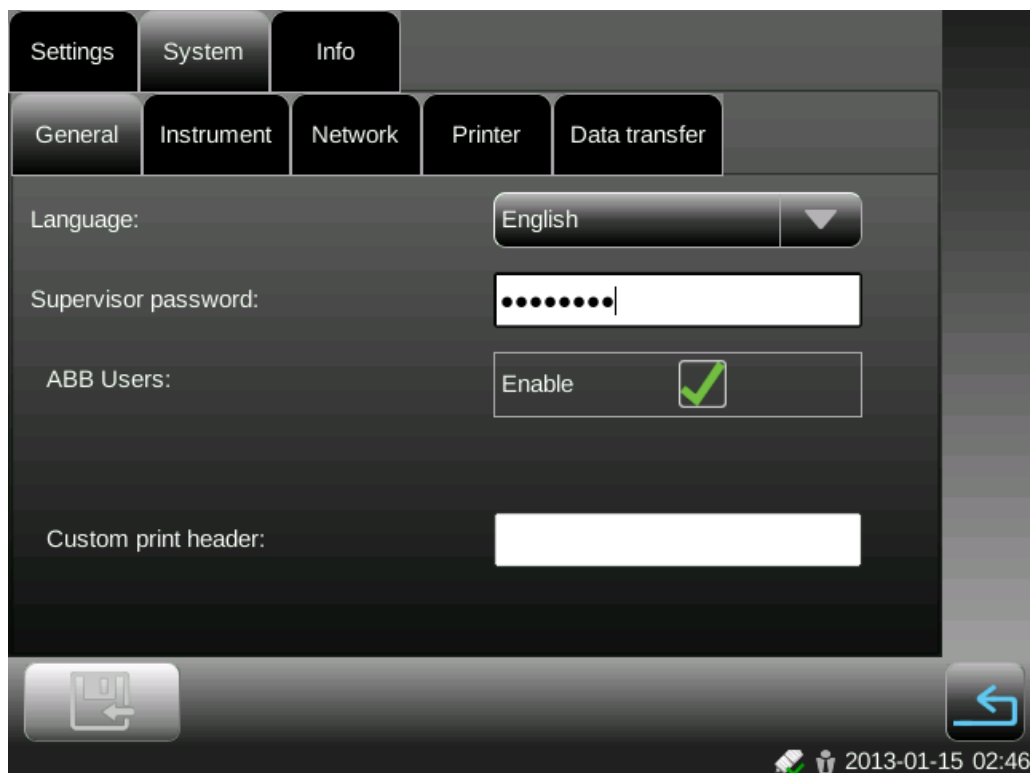 Settings System Info
General Instrument Network Printer Data transfer
Language: English
Supervisor password: ••••••••
ABB Users: Enable
Custom print header:
2013-01-15 02:46